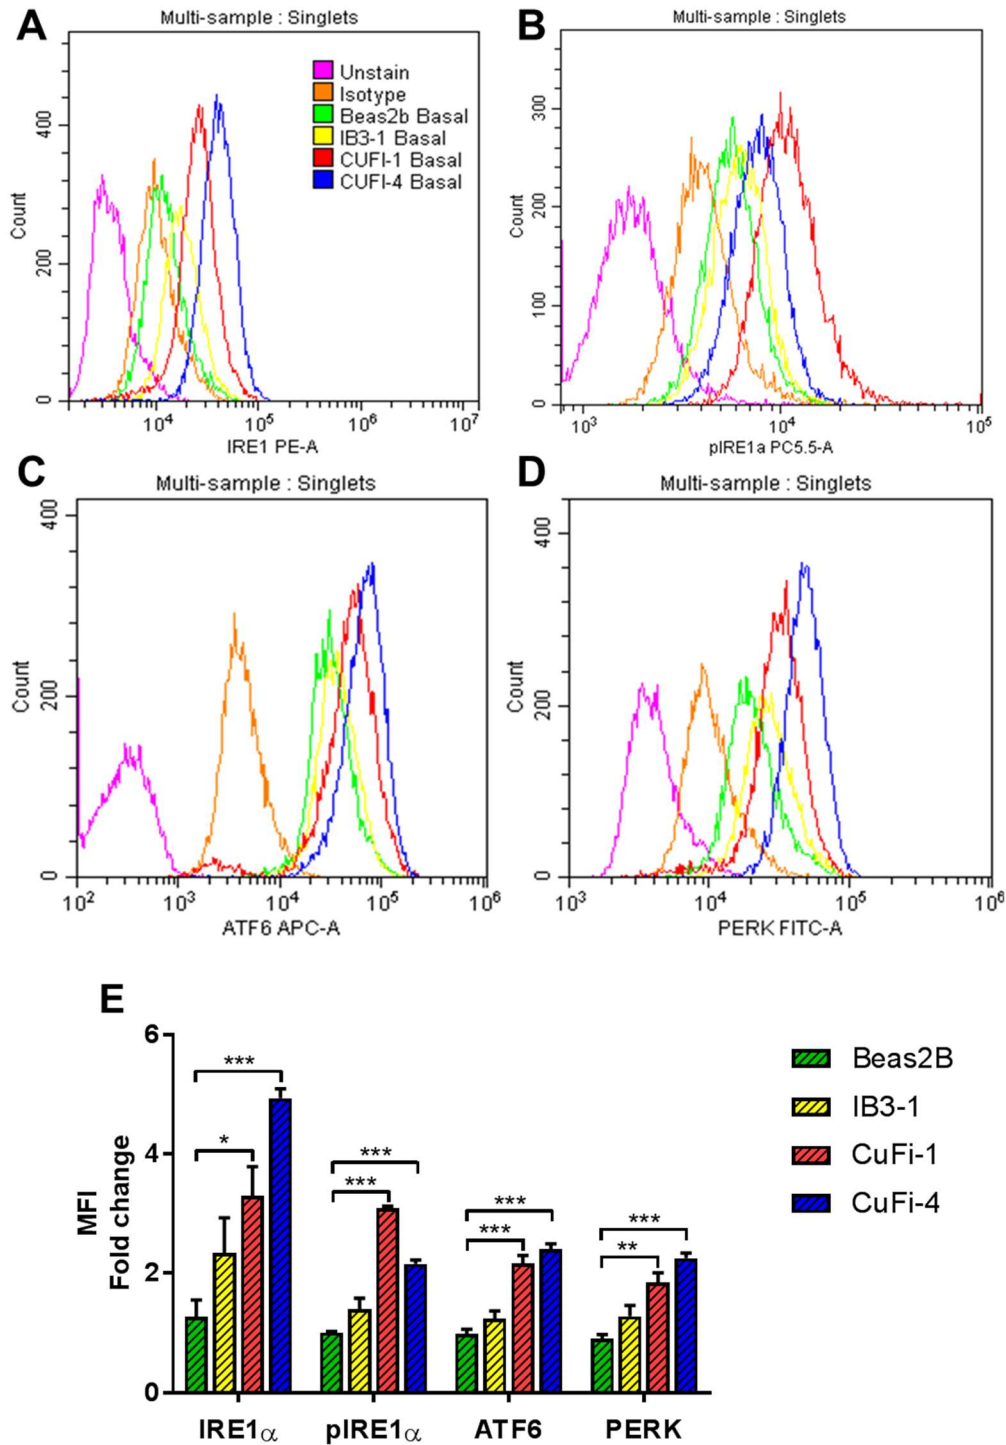 A
Multi-sample : Singlets
Count
400
200
0
Unstain
Isotype
Beas2b Basal
IB3-1 Basal
CUFI-1 Basal
CUFI-4 Basal
10^4 10^5 10^6 10^7
IRE1 PE-A
B
Multi-sample : Singlets
Count
300
200
100
0
10^3 10^4 10^5
pIRE1a PC5.5-A
C
Multi-sample : Singlets
Count
400
200
0
10^2 10^3 10^4 10^5 10^6
ATF6 APC-A
D
Multi-sample : Singlets
Count
400
200
0
10^3 10^4 10^5 10^6
PERK FITC-A
E
MFI
Fold change
6
4
2
0
***
*
***
***
***
***
***
**
IRE1α pIRE1α ATF6 PERK
Beas2B
IB3-1
CuFi-1
CuFi-4